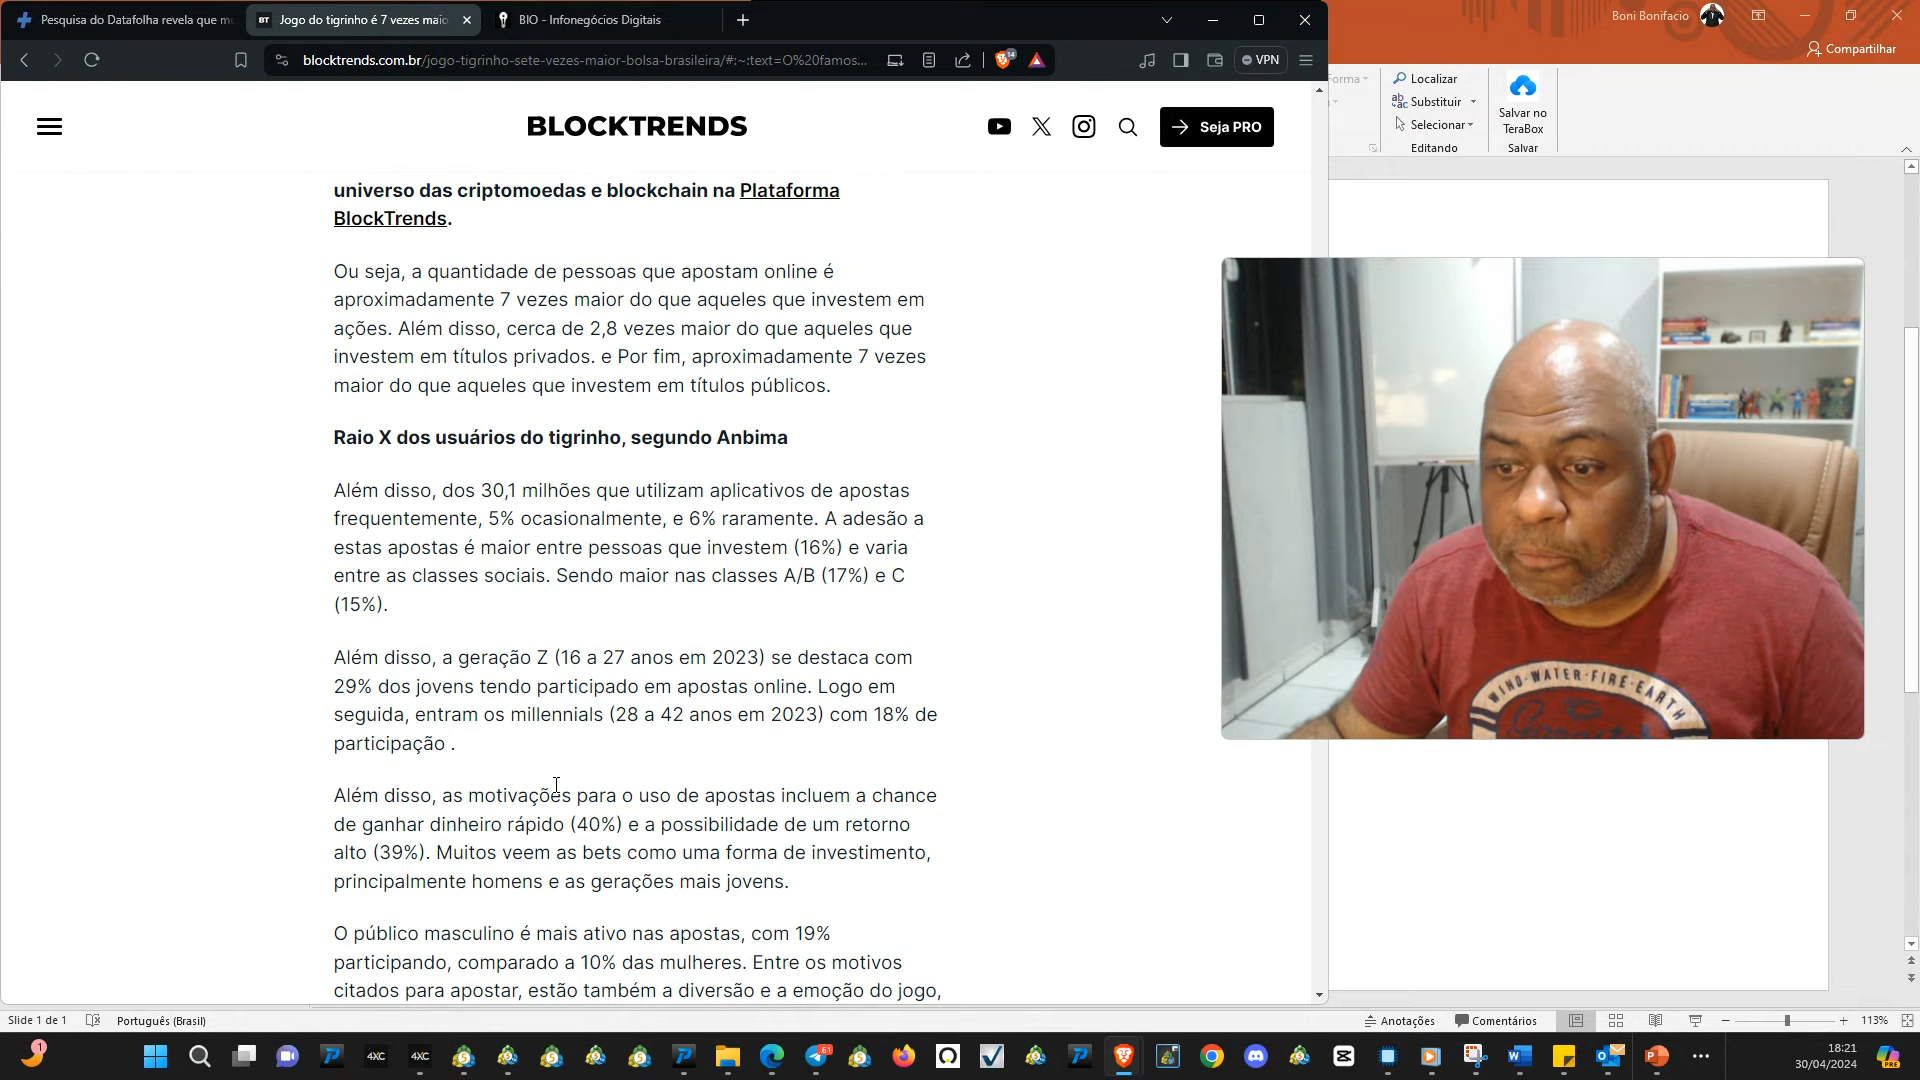 Pesquisa do Datafolha revela que mu
BT Jogo do tigrinho é 7 vezes maio
BIO - Infonegócios Digitais
Boni Bonifacio
Compartilhar
blocktrends.com.br/jogo-tigrinho-sete-vezes-maior-bolsa-brasileira/#:~:text=O%20famos...
14
VPN
Forma
Localizar
Substituir
Selecionar
Editando
Salvar no
TeraBox
Salvar
BLOCKTRENDS
Seja PRO
universo das criptomoedas e blockchain na Plataforma
BlockTrends.
Ou seja, a quantidade de pessoas que apostam online é
aproximadamente 7 vezes maior do que aqueles que investem em
ações. Além disso, cerca de 2,8 vezes maior do que aqueles que
investem em títulos privados. e Por fim, aproximadamente 7 vezes
maior do que aqueles que investem em títulos públicos.
Raio X dos usuários do tigrinho, segundo Anbima
Além disso, dos 30,1 milhões que utilizam aplicativos de apostas
frequentemente, 5% ocasionalmente, e 6% raramente. A adesão a
estas apostas é maior entre pessoas que investem (16%) e varia
entre as classes sociais. Sendo maior nas classes A/B (17%) e C
(15%).
Além disso, a geração Z (16 a 27 anos em 2023) se destaca com
29% dos jovens tendo participado em apostas online. Logo em
seguida, entram os millennials (28 a 42 anos em 2023) com 18% de
participação .
Além disso, as motivações para o uso de apostas incluem a chance
de ganhar dinheiro rápido (40%) e a possibilidade de um retorno
alto (39%). Muitos veem as bets como uma forma de investimento,
principalmente homens e as gerações mais jovens.
O público masculino é mais ativo nas apostas, com 19%
participando, comparado a 10% das mulheres. Entre os motivos
citados para apostar, estão também a diversão e a emoção do jogo,
WIND-WATER-FIRE-EARTH
Slide 1 de 1
Português (Brasil)
Anotações
Comentários
113%
1
4XC
4XC
61
18:21
30/04/2024